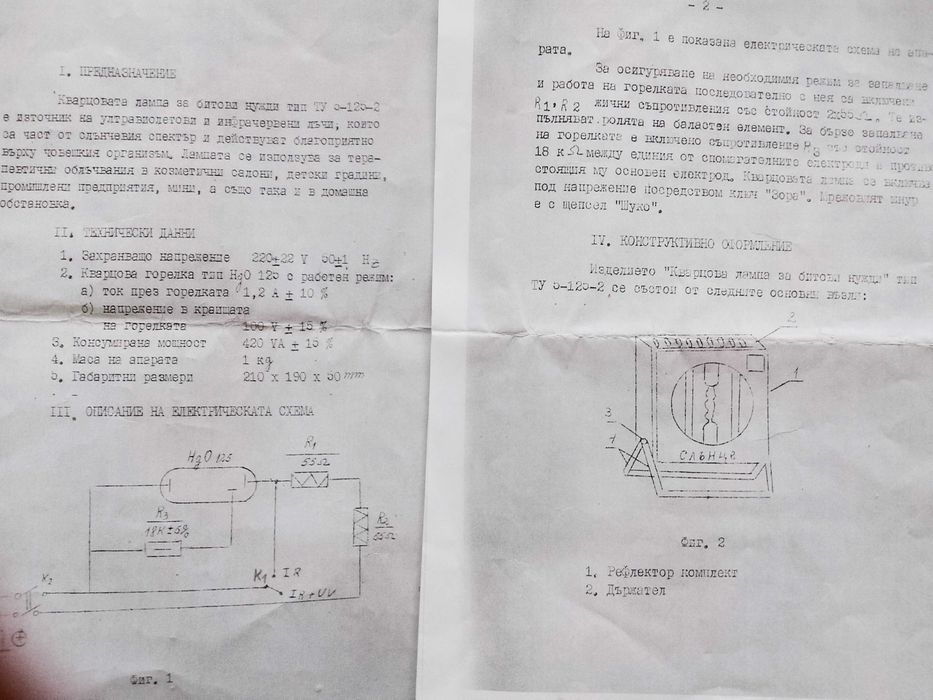 I. ПРЕДНАЗНАЧЕНИЕ
Кварцовата лампа за битови нужди тип ТУ 5-125-2
е източник на ултравиолетови и инфрачервени лъчи, които
са част от слънчевия спектър и действуват благоприятно
върху човешкия организъм. Лампата се използува за тера-
певтични облъчвания в козметични салони, детски градини,
промишлени предприятия, мини, а също така и в домашна
обстановка.
II. ТЕХНИЧЕСКИ ДАННИ
1. Захранващо напрежение 220±22 V 50±1 Hz
2. Кварцова горелка тип HgO 125 с работен режим:
а) ток през горелката 1,2 A ± 10 %
б) напрежение в краищата
на горелката 100 V ± 15 %
3. Консумирана мощност 420 VA ± 15 %
4. Маса на апарата 1 kg
5. Габаритни размери 210 x 190 x 50 mm
III. ОПИСАНИЕ НА ЕЛЕКТРИЧЕСКАТА СХЕМА
HgO 125
R1
55Ω
R3
18K±5%
R2
55Ω
K1
IR
IR+UV
K2
Фиг. 1
- 2 -
На Фиг. 1 е показана електрическата схема на апа-
рата.
За осигуряване на необходимия режим за запалване
и работа на горелката последователно с нея са включени
R1, R2 жични съпротивления със стойност 2x55Ω. Те из-
пълняват ролята на баластен елемент. За бързо запалване
на горелката е включено съпротивление R3 със стойност
18 кΩ между единия от спомагателните електроди и противо
стоящия му основен електрод. Кварцовата лампа се включва
под напрежение посредством ключ "Зора". Мрежовият шнур
е с щепсел "Шуко".
IV. КОНСТРУКТИВНО ОФОРМЛЕНИЕ
Изделието "Кварцова лампа за битови нужди" тип
ТУ 5-125-2 се състои от следните основни възли:
2
1
3
СЛЪНЦЕ
Фиг. 2
1. Рефлектор комплект
2. Държател